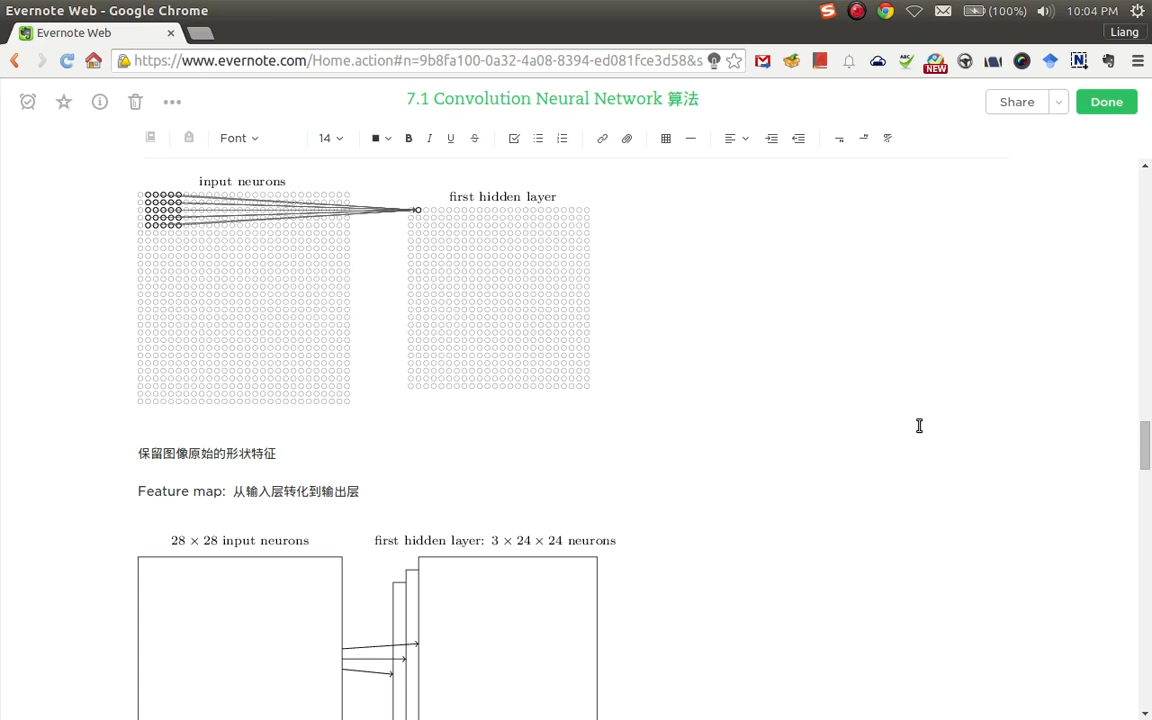 Evernote Web - Google Chrome
(100%)
10:04 PM
Evernote Web
Liang
https://www.evernote.com/Home.action#n=9b8fa100-0a32-4a08-8394-ed081fce3d58&s
NEW
7.1 Convolution Neural Network 算法
Share
Done
Font
14
B
I
U
input neurons
first hidden layer
保留图像原始的形状特征
Feature map: 从输入层转化到输出层
28 × 28 input neurons
first hidden layer: 3 × 24 × 24 neurons